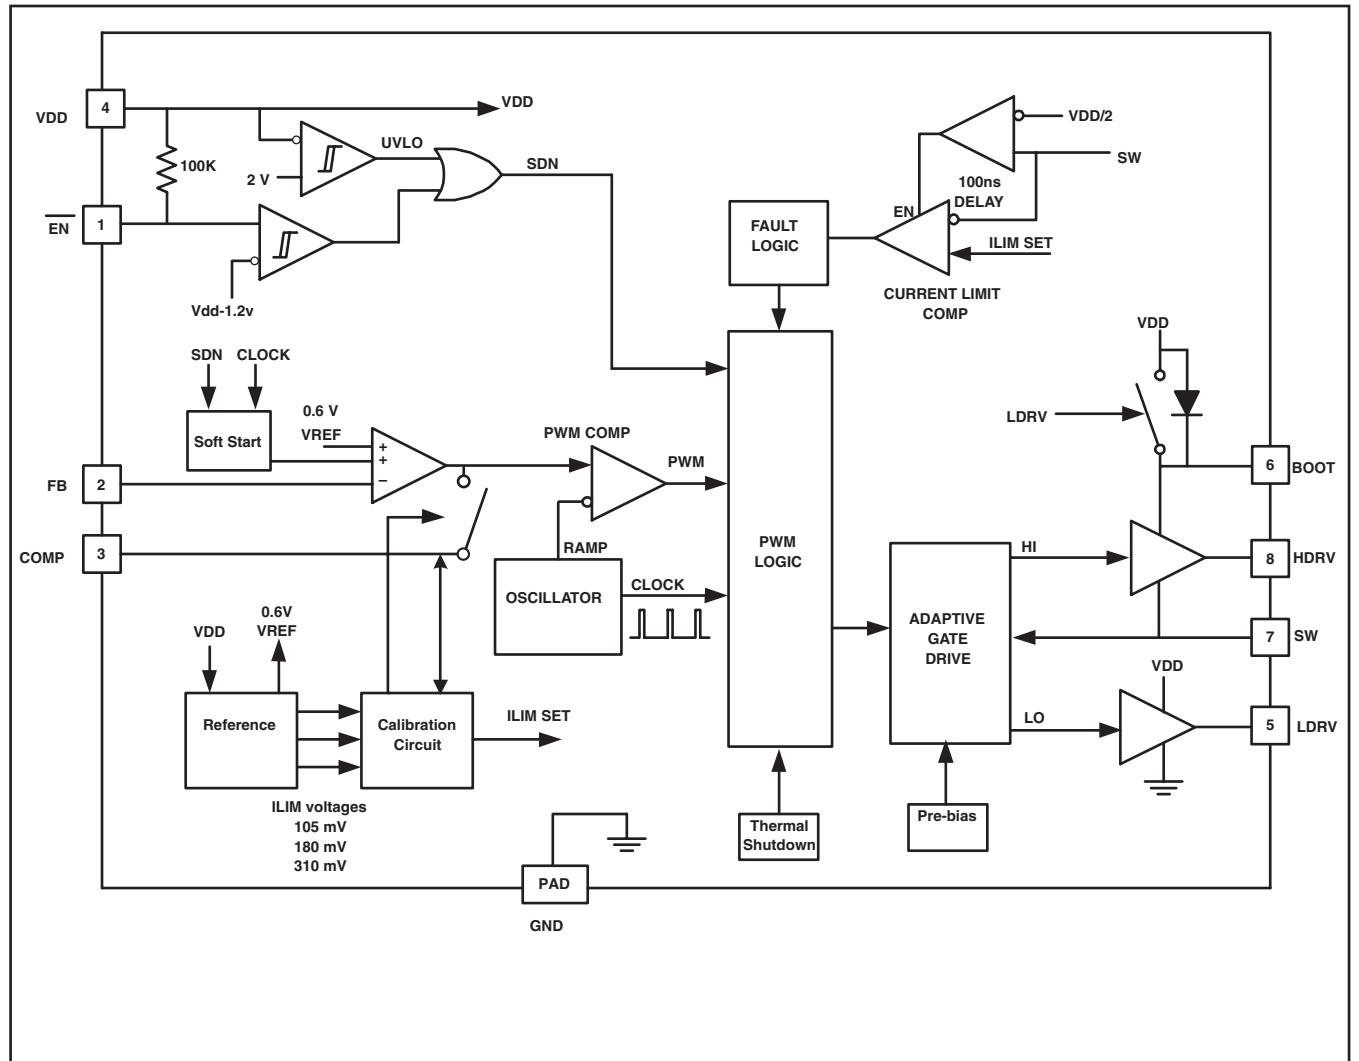 4
VDD
VDD
UVLO
100K
2 V
SDN
EN
1
Vdd-1.2v
VDD/2
SW
100ns
DELAY
EN
ILIM SET
FAULT
LOGIC
CURRENT LIMIT
COMP
SDN CLOCK
Soft Start
0.6 V
VREF
+
+
–
PWM COMP
PWM
FB
2
COMP
3
RAMP
OSCILLATOR
CLOCK
PWM
LOGIC
VDD
LDRV
6
BOOT
HI
8
HDRV
ADAPTIVE
GATE
DRIVE
7
SW
VDD
LO
5
LDRV
0.6V
VREF
VDD
Reference
Calibration
Circuit
ILIM SET
ILIM voltages
105 mV
180 mV
310 mV
Thermal
Shutdown
Pre-bias
PAD
GND